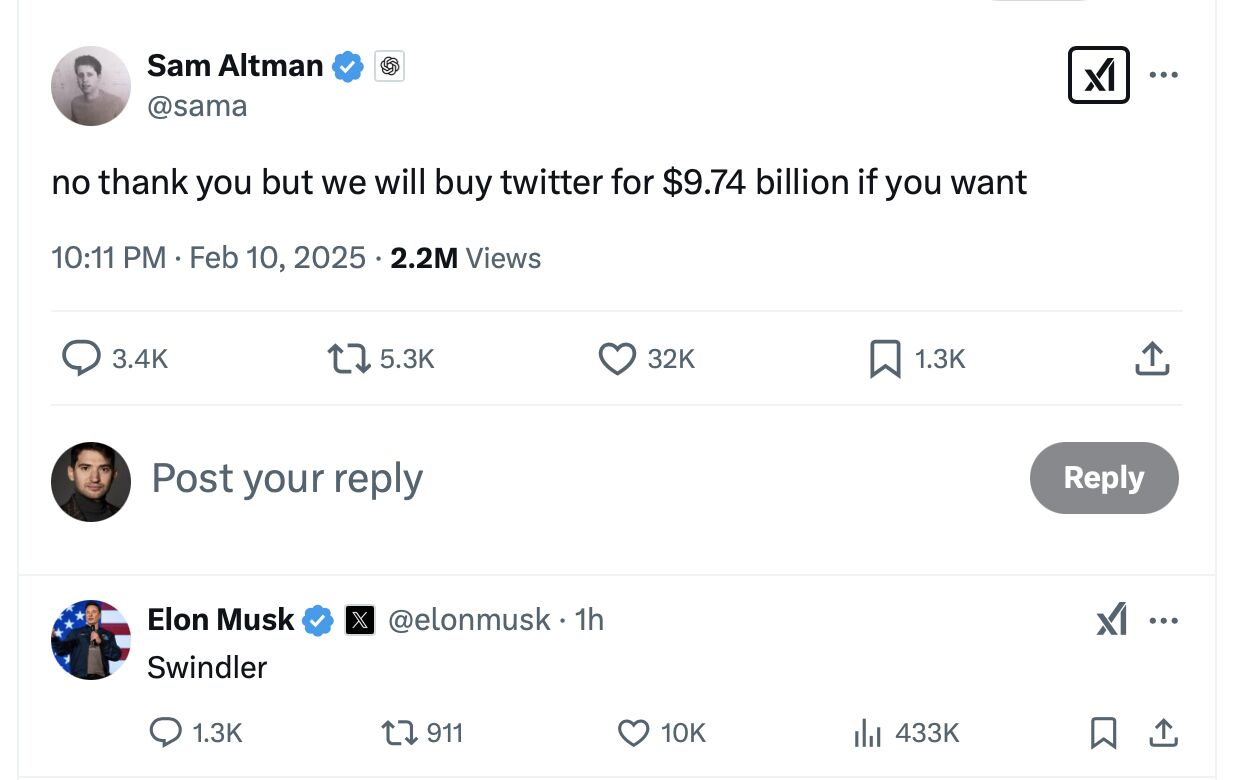 Sam Altman
@sama
xI
no thank you but we will buy twitter for $9.74 billion if you want
10:11 PM · Feb 10, 2025 · 2.2M Views
3.4K 5.3K 32K 1.3K
Post your reply Reply
Elon Musk X @elonmusk · 1h xI
Swindler
1.3K 911 10K 433K